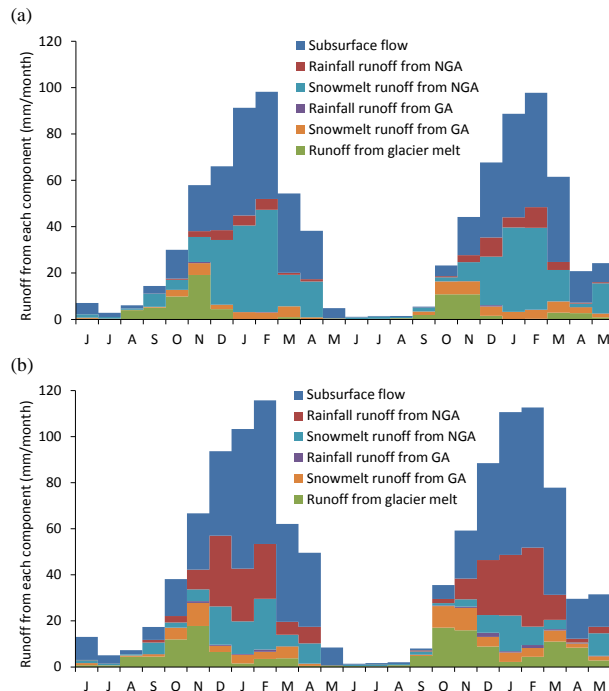 (a)
120
100
80
60
40
20
0
Runoff from each component (mm/month)
Subsurface flow
Rainfall runoff from NGA
Snowmelt runoff from NGA
Rainfall runoff from GA
Snowmelt runoff from GA
Runoff from glacier melt
J J A S O N D J F M A M J J A S O N D J F M A M
(b)
120
100
80
60
40
20
0
Runoff from each component (mm/month)
Subsurface flow
Rainfall runoff from NGA
Snowmelt runoff from NGA
Rainfall runoff from GA
Snowmelt runoff from GA
Runoff from glacier melt
J J A S O N D J F M A M J J A S O N D J F M A M